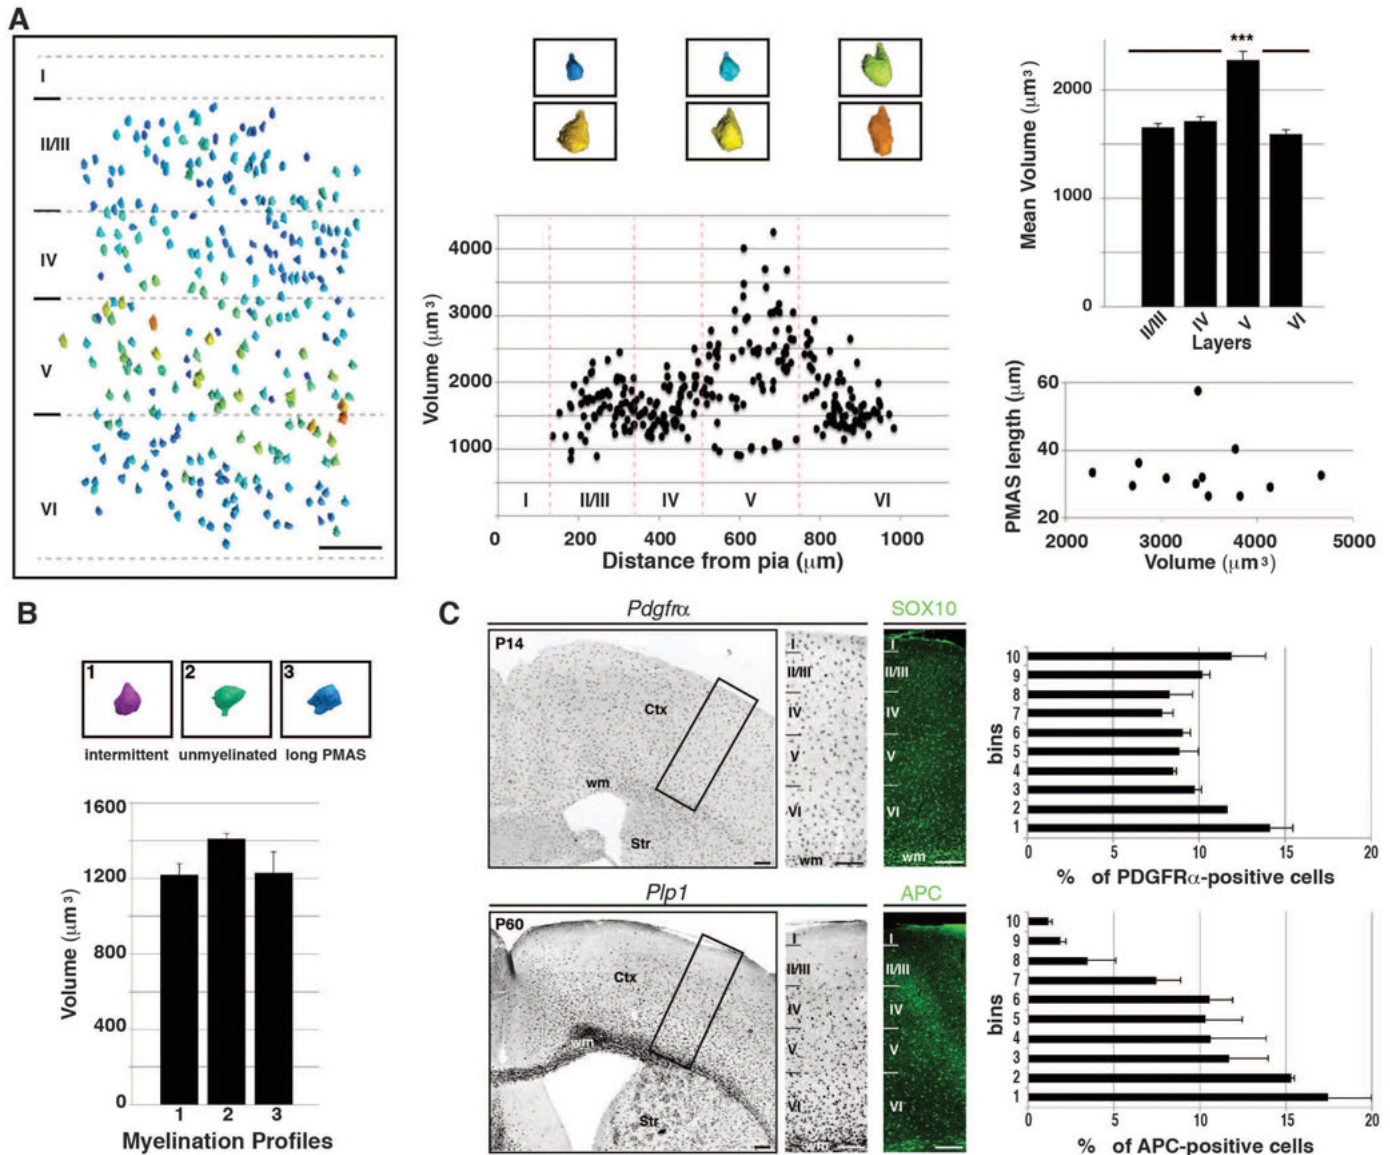 A
I
II/III
IV
V
VI
Volume (µm³)
4000
3000
2000
1000
0
I II/III IV V VI
0 200 400 600 800 1000
Distance from pia (µm)
***
Mean Volume (µm³)
2000
1000
0
II/III IV V VI
Layers
PMAS length (µm)
60
40
20
2000 3000 4000 5000
Volume (µm³)
B
1 2 3
intermittent unmyelinated long PMAS
Volume (µm³)
1600
1200
800
400
0
1 2 3
Myelination Profiles
C
Pdgfrα
SOX10
P14
Ctx
wm
Str
I
II/III
IV
V
VI
wm
I
II/III
IV
V
VI
wm
bins
10
9
8
7
6
5
4
3
2
1
0 5 10 15 20
% of PDGFRα-positive cells
Plp1
APC
P60
Ctx
wm
Str
I
II/III
IV
V
VI
wm
I
II/III
IV
V
VI
bins
10
9
8
7
6
5
4
3
2
1
0 5 10 15 20
% of APC-positive cells